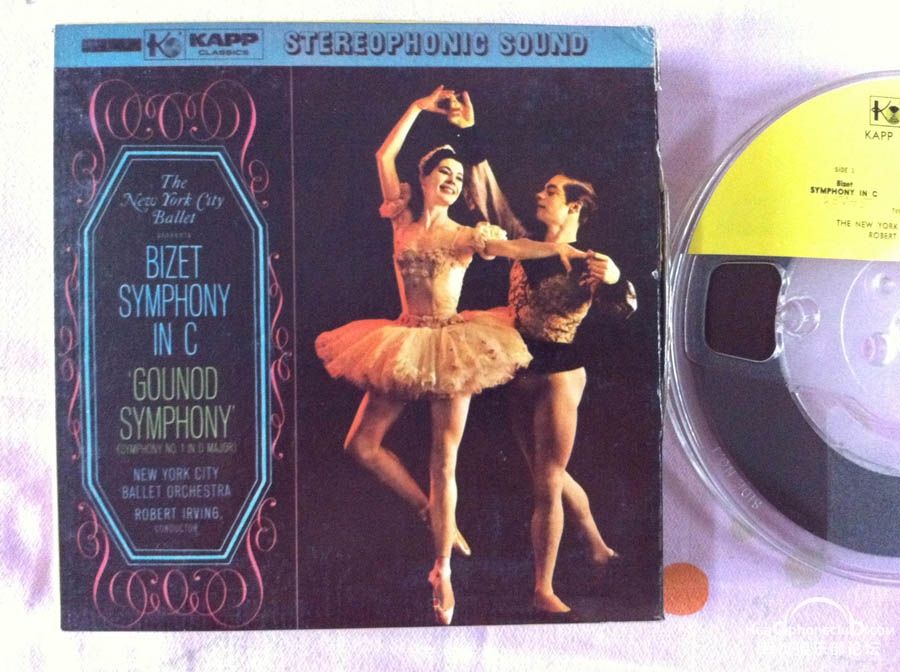 KAPP
CLASSICS
STEREOPHONIC SOUND
The
New York City
Ballet
PRESENTS
BIZET
SYMPHONY
IN C
'GOUNOD
SYMPHONY'
(SYMPHONY NO. 1 IN D MAJOR)
NEW YORK CITY
BALLET ORCHESTRA
ROBERT IRVING,
CONDUCTOR
K
KAPP
SIDE 1
Bizet
SYMPHONY IN C
THE NEW YORK
ROBERT